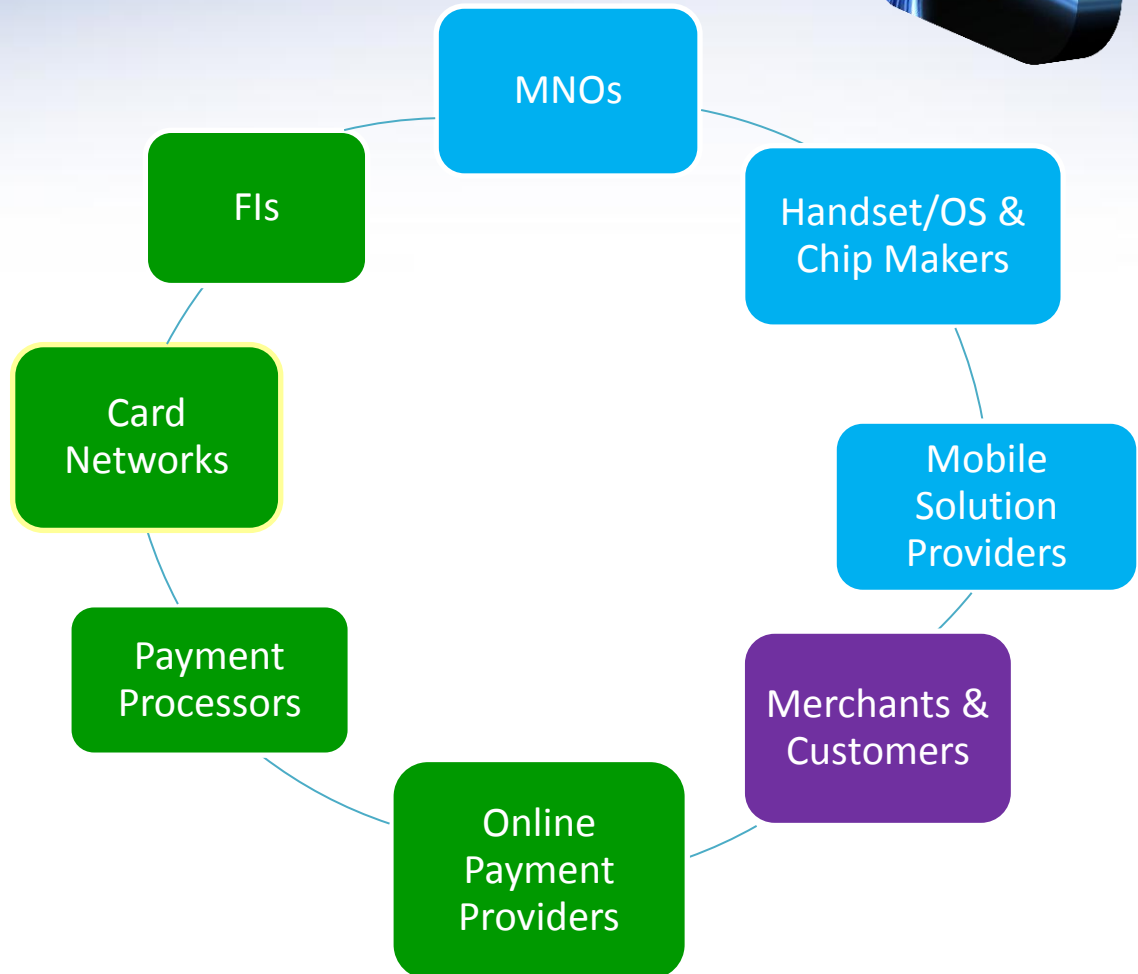 MNOs
Handset/OS &
Chip Makers
Mobile
Solution
Providers
Merchants &
Customers
Online
Payment
Providers
Payment
Processors
Card
Networks
FIs